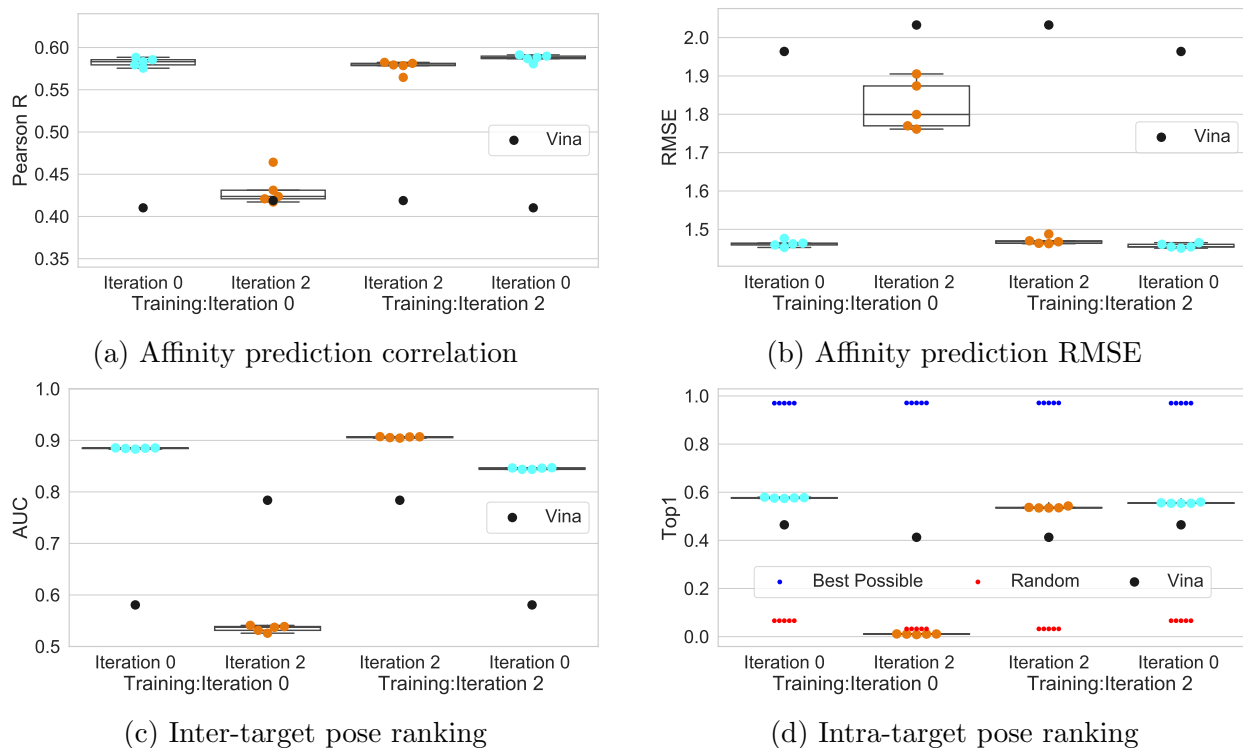 0.60
0.55
0.50
0.45
0.40
0.35
Pearson R
Vina
Iteration 0 Iteration 2 Iteration 2 Iteration 0
Training:Iteration 0 Training:Iteration 2
(a) Affinity prediction correlation
2.0
1.9
1.8
1.7
1.6
1.5
RMSE
Vina
Iteration 0 Iteration 2 Iteration 2 Iteration 0
Training:Iteration 0 Training:Iteration 2
(b) Affinity prediction RMSE
1.0
0.9
0.8
0.7
0.6
0.5
AUC
Vina
Iteration 0 Iteration 2 Iteration 2 Iteration 0
Training:Iteration 0 Training:Iteration 2
(c) Inter-target pose ranking
1.0
0.8
0.6
0.4
0.2
0.0
Top1
Best Possible Random Vina
Iteration 0 Iteration 2 Iteration 2 Iteration 0
Training:Iteration 0 Training:Iteration 2
(d) Intra-target pose ranking